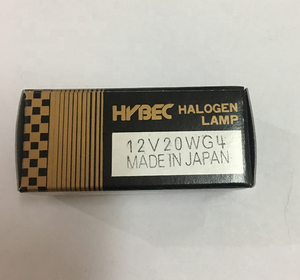 HYBEC HALOGEN
LAMP
12V20WG4
MADE IN JAPAN